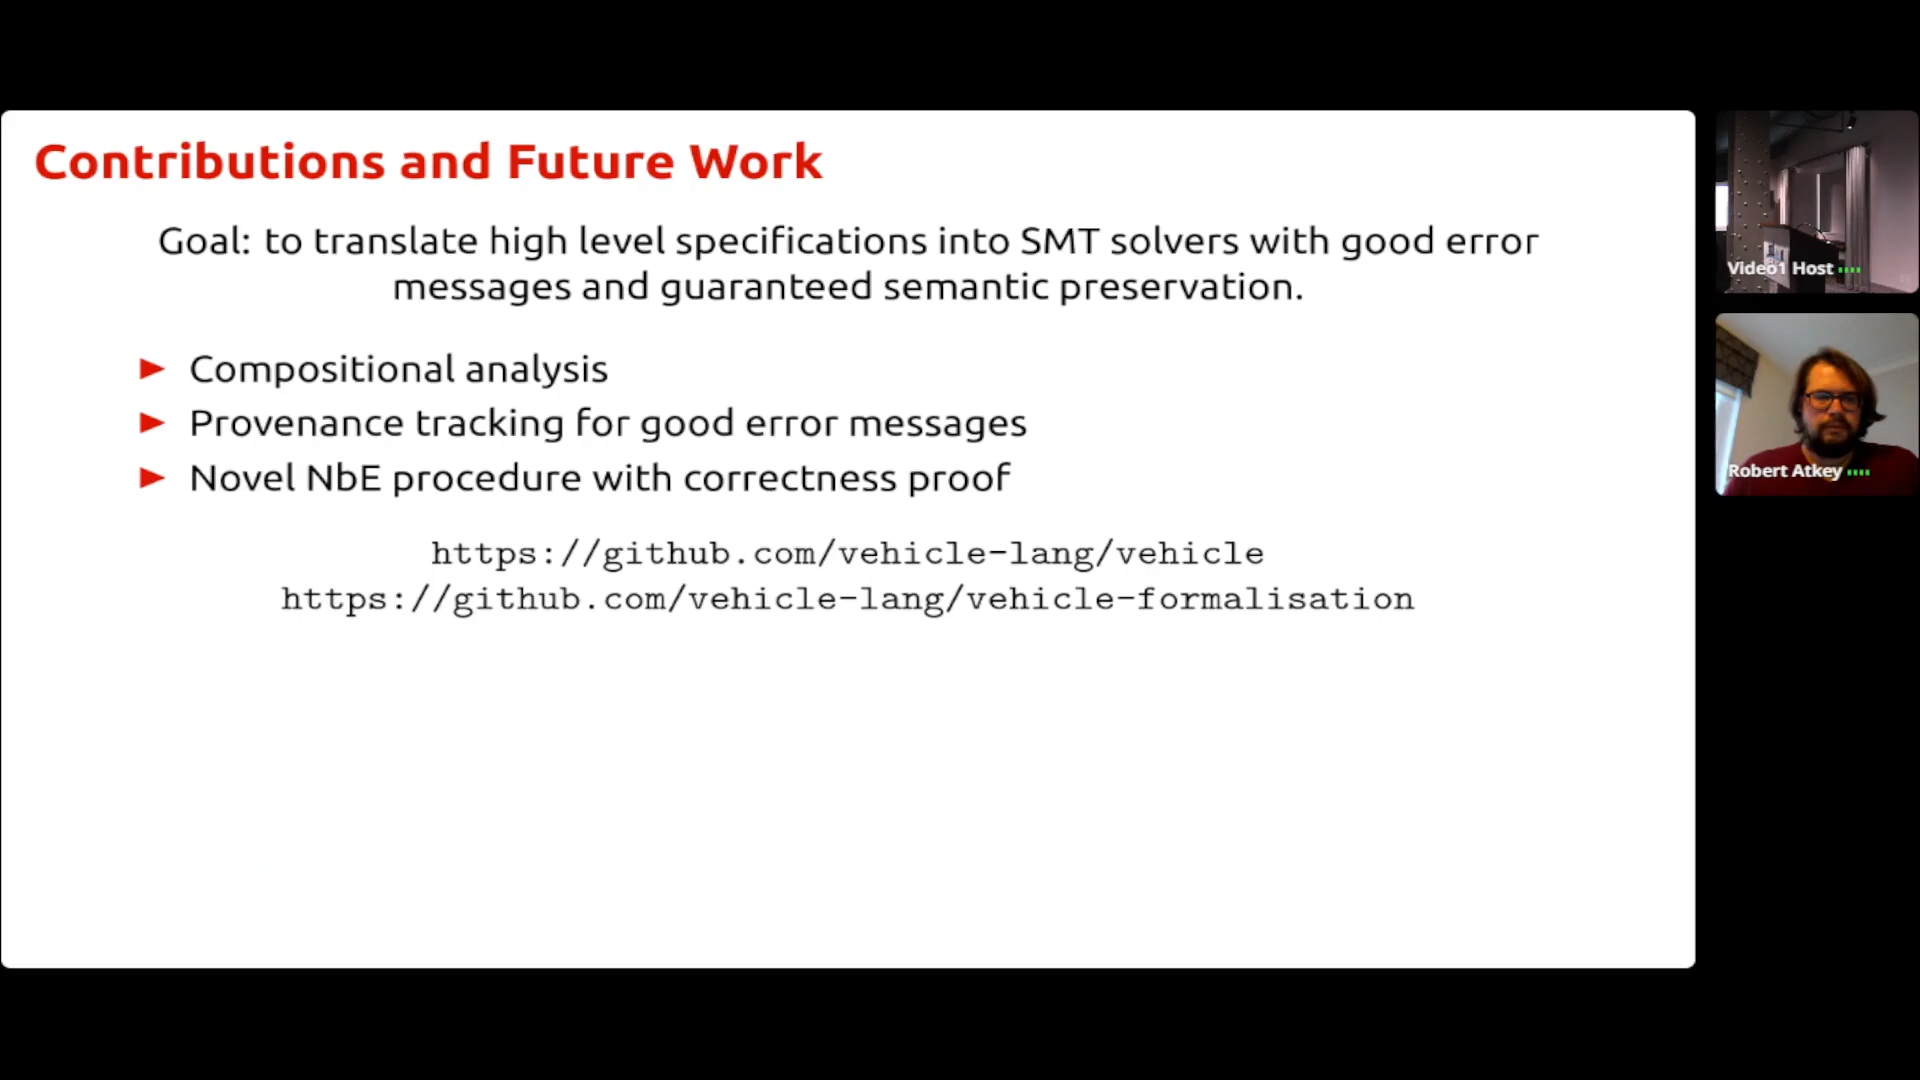 Contributions and Future Work
Goal: to translate high level specifications into SMT solvers with good error
messages and guaranteed semantic preservation.
► Compositional analysis
► Provenance tracking for good error messages
► Novel NbE procedure with correctness proof
https://github.com/vehicle-lang/vehicle
https://github.com/vehicle-lang/vehicle-formalisation
Video1 Host
Robert Atkey